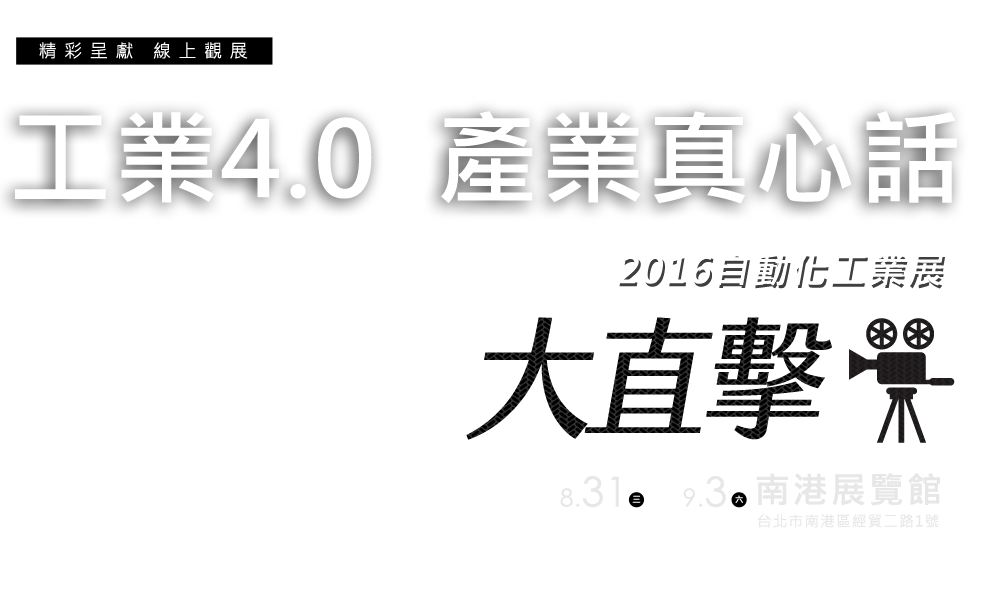 精彩呈獻 線上觀展
工業4.0 產業真心話
2016自動化工業展
大直擊
8.31三 9.3六 南港展覽館
台北市南港區經貿二路1號